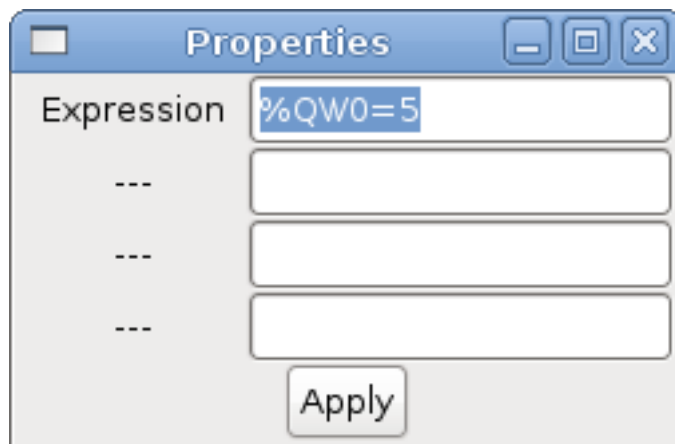 Properties
Expression %QW0=5
---
---
---
Apply